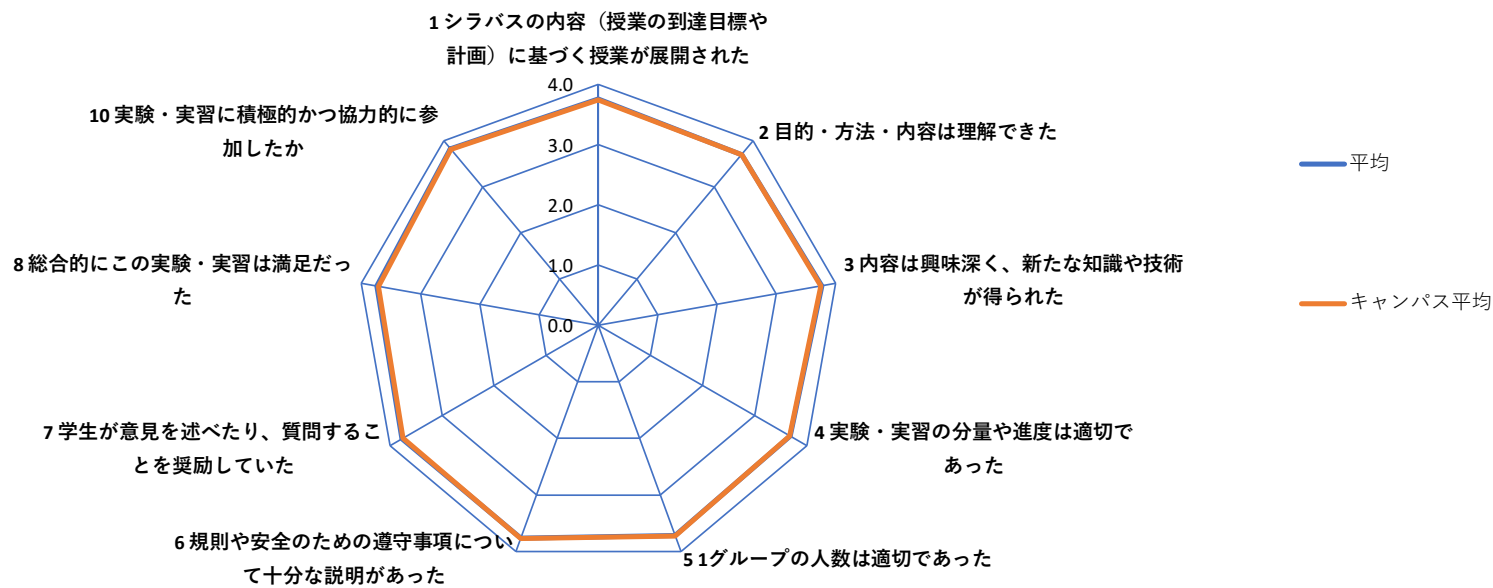 1 シラバスの内容（授業の到達目標や
計画）に基づく授業が展開された
2 目的・方法・内容は理解できた
3 内容は興味深く、新たな知識や技術
が得られた
4 実験・実習の分量や進度は適切で
あった
5 1グループの人数は適切であった
6 規則や安全のための遵守事項につい
て十分な説明があった
7 学生が意見を述べたり、質問するこ
とを奨励していた
8 総合的にこの実験・実習は満足だっ
た
10 実験・実習に積極的かつ協力的に参
加したか
4.0
3.0
2.0
1.0
0.0
平均
キャンパス平均